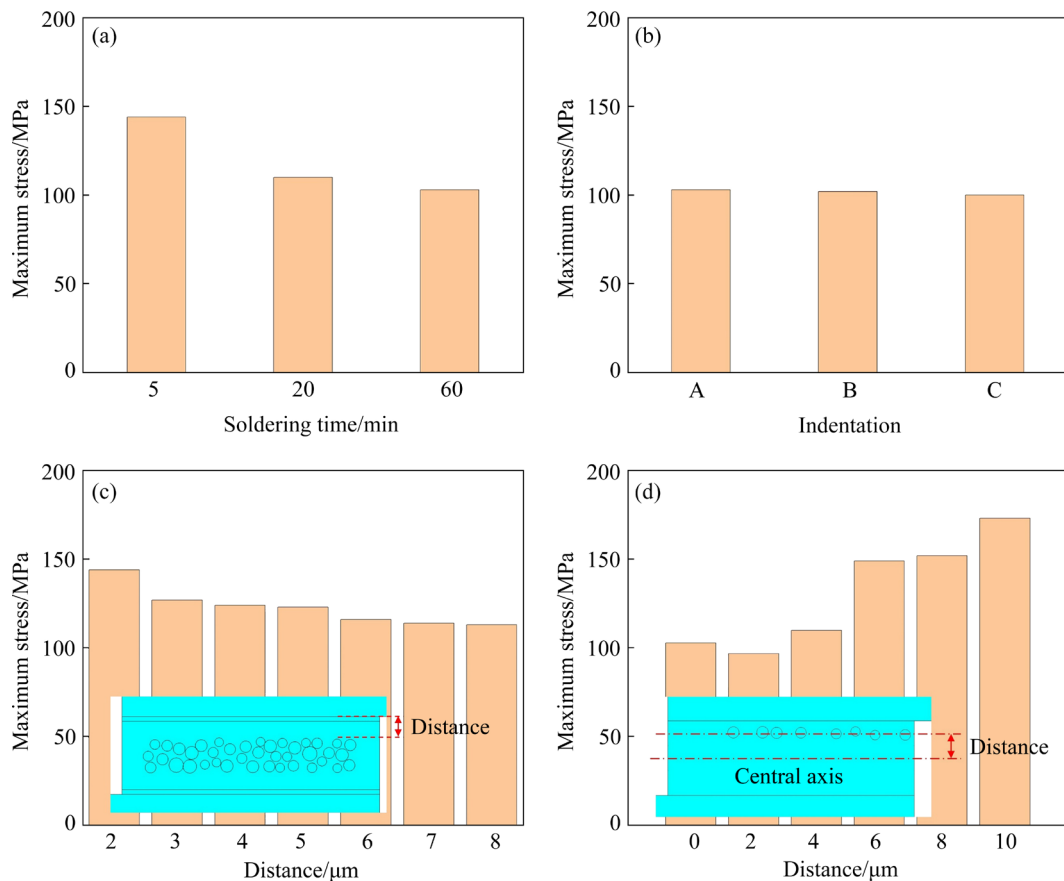 (a)
200
150
100
50
0
Maximum stress/MPa
5 20 60
Soldering time/min
(b)
200
150
100
50
0
Maximum stress/MPa
A B C
Indentation
(c)
200
150
100
50
0
Maximum stress/MPa
Distance
2 3 4 5 6 7 8
Distance/μm
(d)
200
150
100
50
0
Maximum stress/MPa
Distance
Central axis
0 2 4 6 8 10
Distance/μm